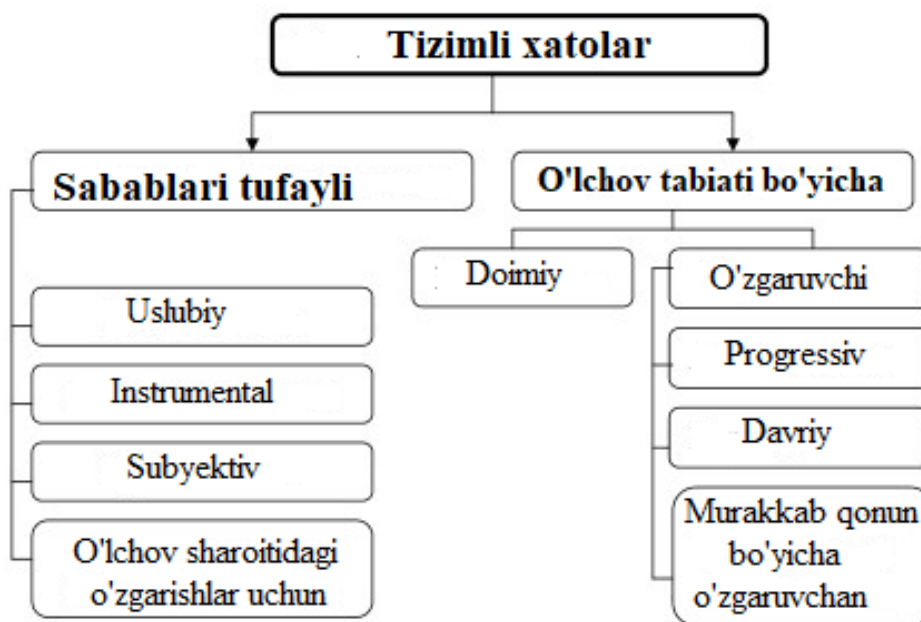 Tizimli xatolar
Sabablari tufayli
O'lchov tabiati bo'yicha
Uslubiy
Instrumental
Subyektiv
O'lchov sharoitidagi
o'zgarishlar uchun
Doimiy
O'zgaruvchi
Progressiv
Davriy
Murakkab qonun
bo'yicha
o'zgaruvchan